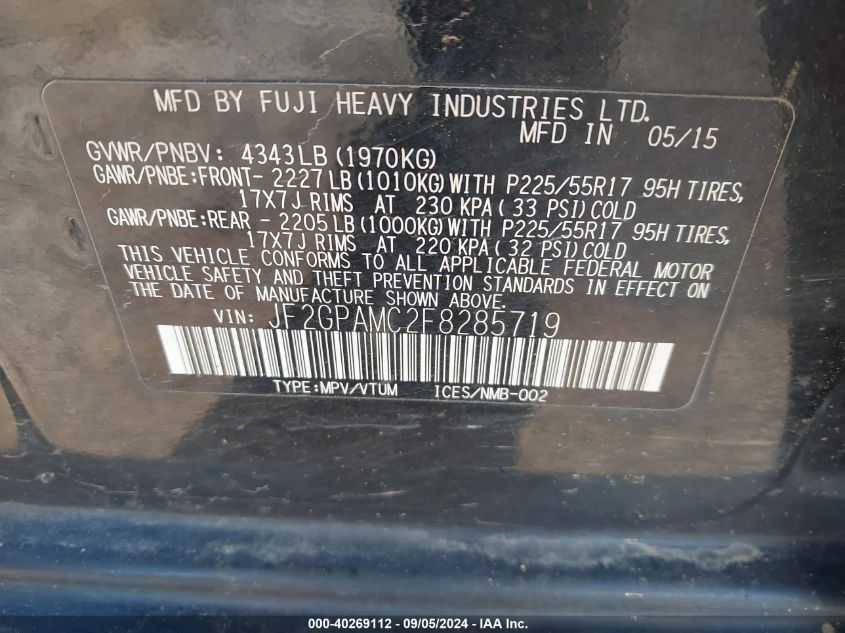 MFD BY FUJI HEAVY INDUSTRIES LTD.
MFD IN 05/15
GVWR/PNBV: 4343LB (1970KG)
GAWR/PNBE:FRONT- 2227LB (1010KG) WITH P225/55R17 95H TIRES,
17X7J RIMS AT 230 KPA (33 PSI) COLD
GAWR/PNBE:REAR - 2205LB (1000KG) WITH P225/55R17 95H TIRES,
17X7J RIMS AT 220 KPA (32 PSI) COLD
THIS VEHICLE CONFORMS TO ALL APPLICABLE FEDERAL MOTOR
VEHICLE SAFETY AND THEFT PREVENTION STANDARDS IN EFFECT ON
THE DATE OF MANUFACTURE SHOWN ABOVE.
VIN: JF2GPAMC2F8285719
TYPE:MPV/VTUM ICES/NMB-002
000-40269112 - 09/05/2024 - IAA Inc.